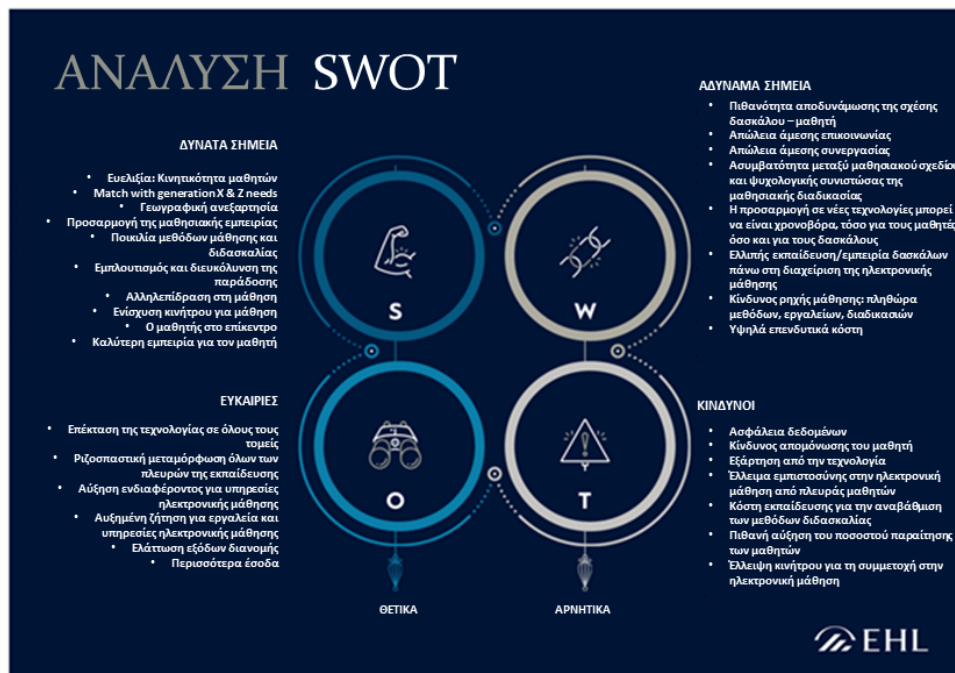 ΑΝΑΛΥΣΗ SWOT
ΔΥΝΑΤΑ ΣΗΜΕΙΑ
• Ευελιξία: Κινητικότητα μαθητών
• Match with generation X & Z needs
• Γεωγραφική ανεξαρτησία
• Προσαρμογή της μαθησιακής εμπειρίας
• Ποικιλία μεθόδων μάθησης και
διδασκαλίας
• Εμπλουτισμός και διευκόλυνση της
παράδοσης
• Αλληλεπίδραση στη μάθηση
• Ενίσχυση κινήτρου για μάθηση
• Ο μαθητής στο επίκεντρο
• Καλύτερη εμπειρία για τον μαθητή
ΑΔΥΝΑΜΑ ΣΗΜΕΙΑ
• Πιθανότητα αποδυνάμωσης της σχέσης
δασκάλου – μαθητή
• Απώλεια άμεσης επικοινωνίας
• Απώλεια άμεσης συνεργασίας
• Ασυμβατότητα μεταξύ μαθησιακού σχεδίου
και ψυχολογικής συνιστώσας της
μαθησιακής διαδικασίας
• Η προσαρμογή σε νέες τεχνολογίες μπορεί
να είναι χρονοβόρα, τόσο για τους μαθητές
όσο και για τους δασκάλους
• Ελλιπής εκπαίδευση/εμπειρία δασκάλων
πάνω στη διαχείριση της ηλεκτρονικής
μάθησης
• Κίνδυνος ρηχής μάθησης: πληθώρα
μεθόδων, εργαλείων, διαδικασιών
• Υψηλά επενδυτικά κόστη
S
W
ΕΥΚΑΙΡΙΕΣ
• Επέκταση της τεχνολογίας σε όλους τους
τομείς
• Ριζοσπαστική μεταμόρφωση όλων των
πλευρών της εκπαίδευσης
• Αύξηση ενδιαφέροντος για υπηρεσίες
ηλεκτρονικής μάθησης
• Αυξημένη ζήτηση για εργαλεία και
υπηρεσίες ηλεκτρονικής μάθησης
• Ελάττωση εξόδων διανομής
• Περισσότερα έσοδα
ΚΙΝΔΥΝΟΙ
• Ασφάλεια δεδομένων
• Κίνδυνος απομόνωσης του μαθητή
• Εξάρτηση από την τεχνολογία
• Έλλειμα εμπιστοσύνης στην ηλεκτρονική
μάθηση από πλευράς μαθητών
• Κόστη εκπαίδευσης για την αναβάθμιση
των μεθόδων διδασκαλίας
• Πιθανή αύξηση του ποσοστού παραίτησης
των μαθητών
• Έλλειψη κινήτρου για τη συμμετοχή στην
ηλεκτρονική μάθηση
O
T
ΘΕΤΙΚΑ
ΑΡΝΗΤΙΚΑ
EHL